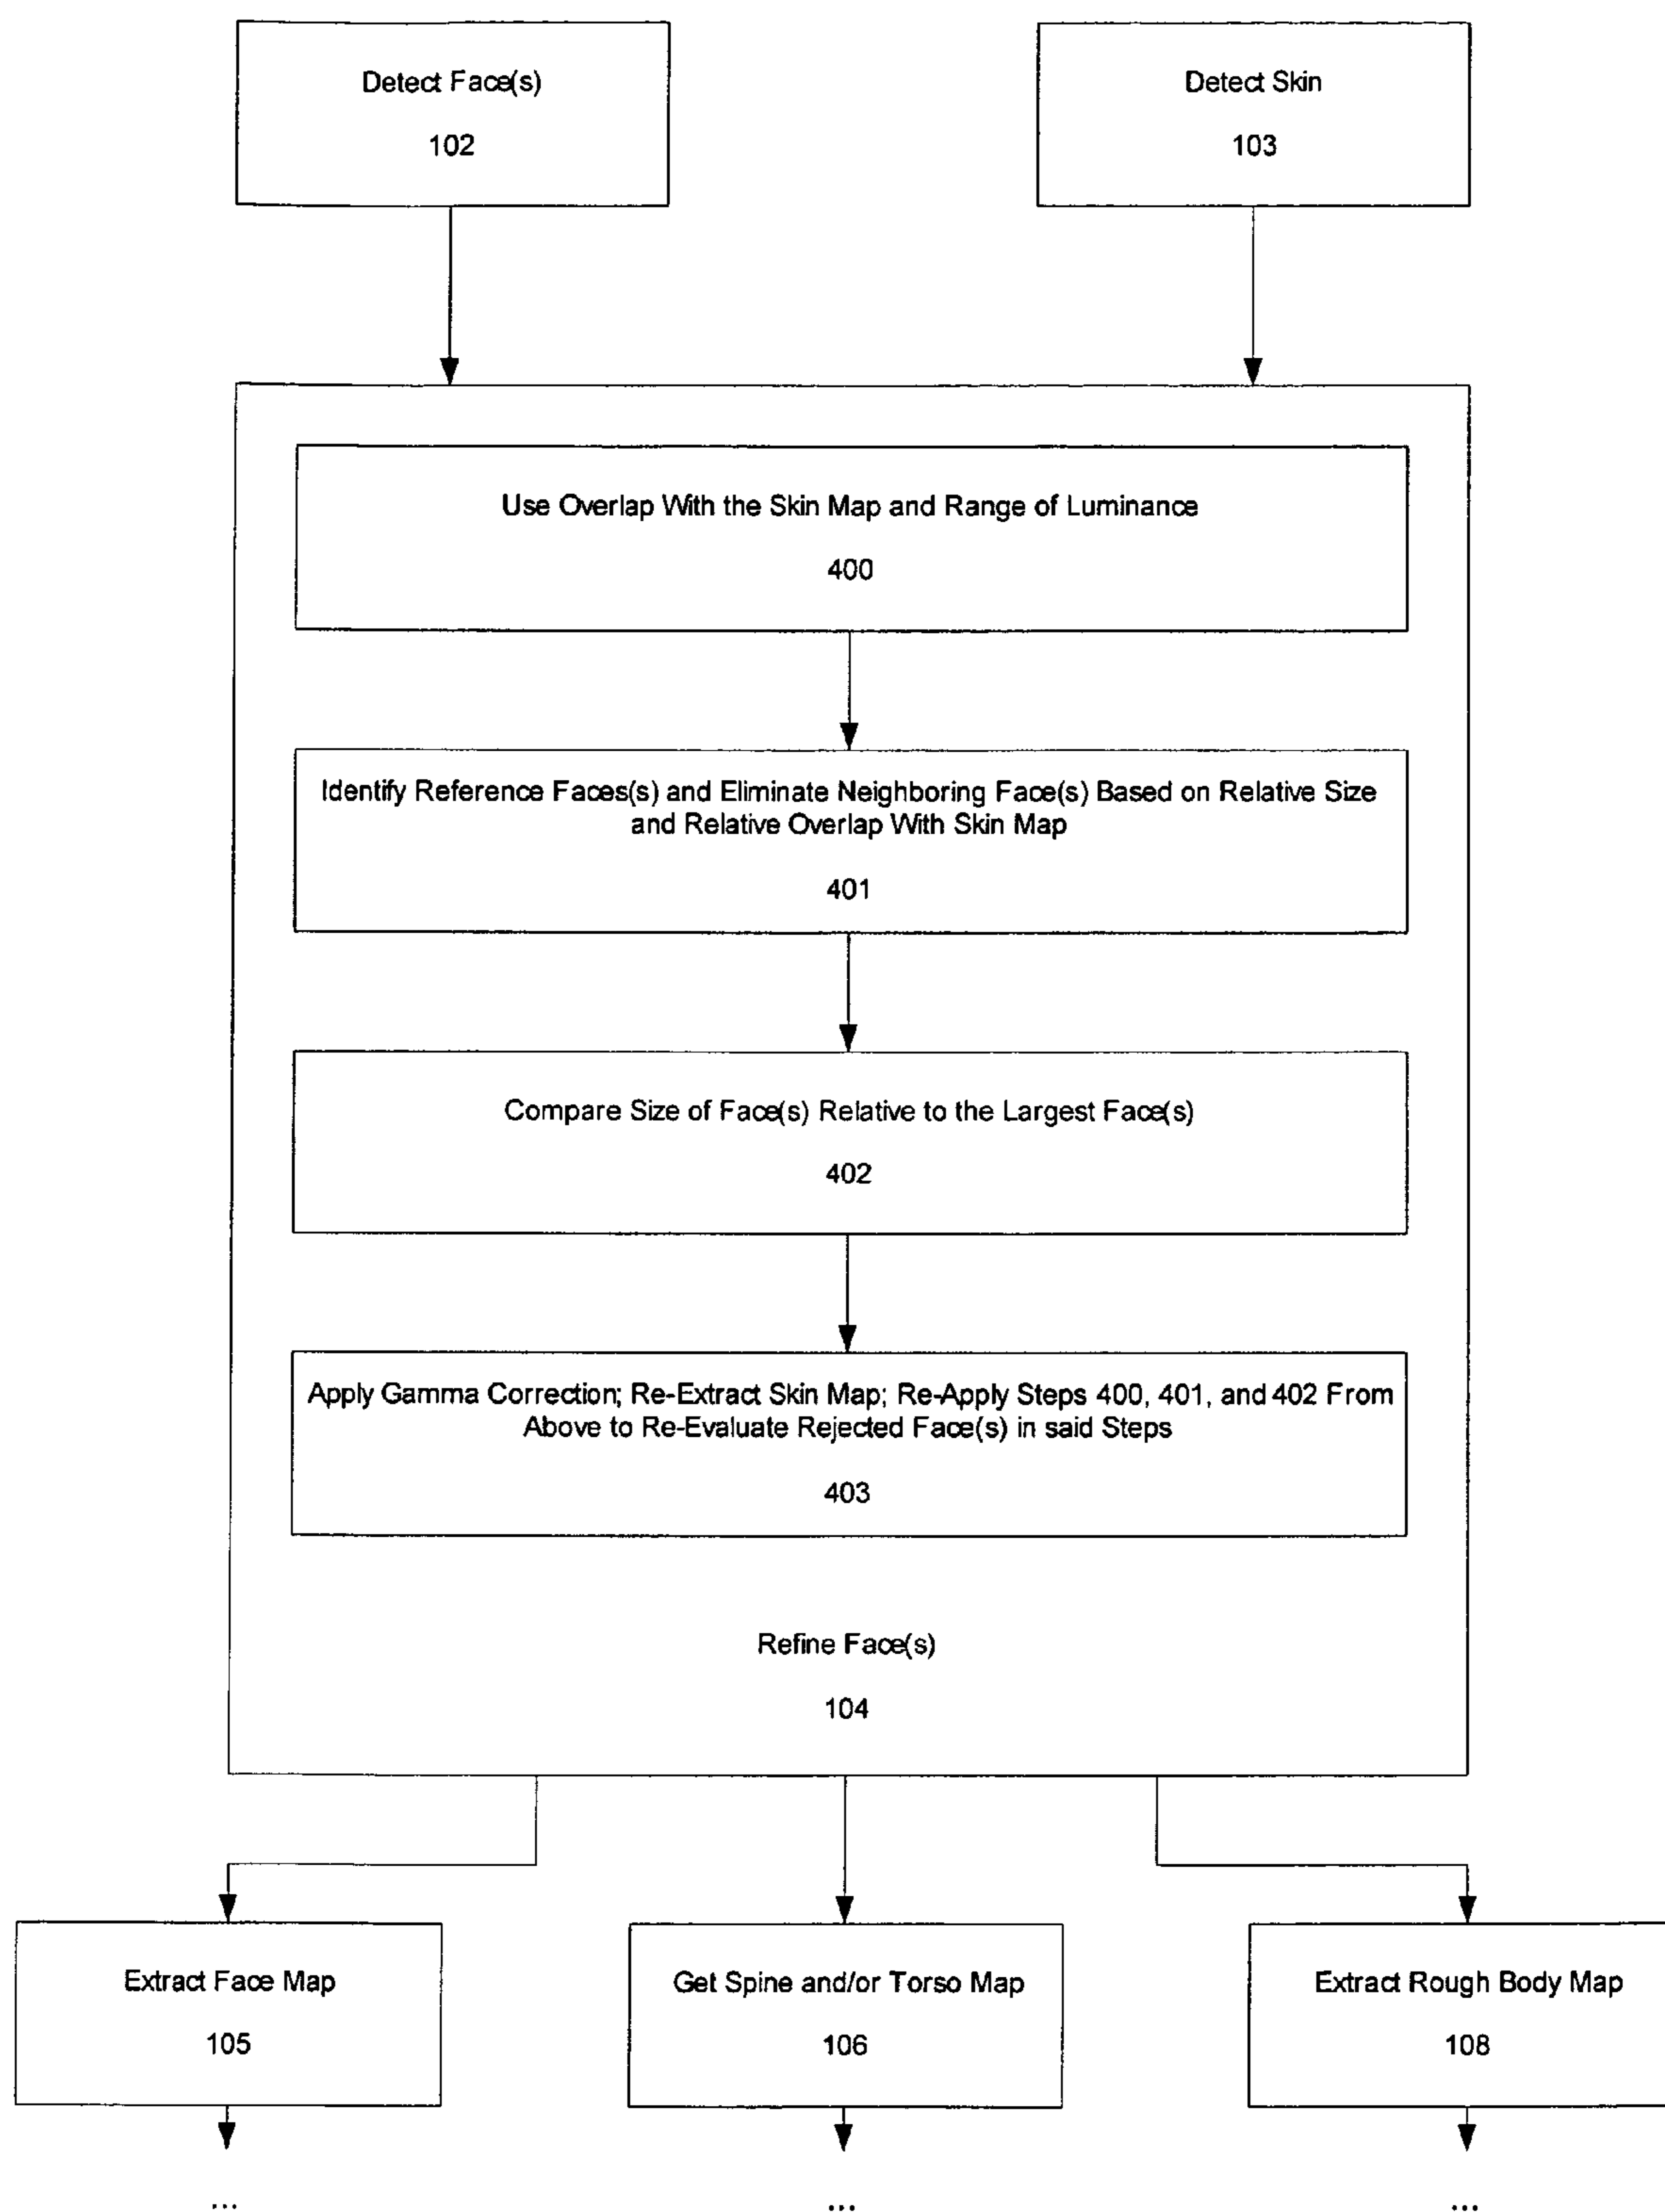 Detect Face(s)
102
Detect Skin
103
Use Overlap With the Skin Map and Range of Luminance
400
Identify Reference Faces(s) and Eliminate Neighboring Face(s) Based on Relative Size
and Relative Overlap With Skin Map
401
Compare Size of Face(s) Relative to the Largest Face(s)
402
Apply Gamma Correction; Re-Extract Skin Map; Re-Apply Steps 400, 401, and 402 From
Above to Re-Evaluate Rejected Face(s) in said Steps
403
Refine Face(s)
104
Extract Face Map
105
Get Spine and/or Torso Map
106
Extract Rough Body Map
108
...
...
...